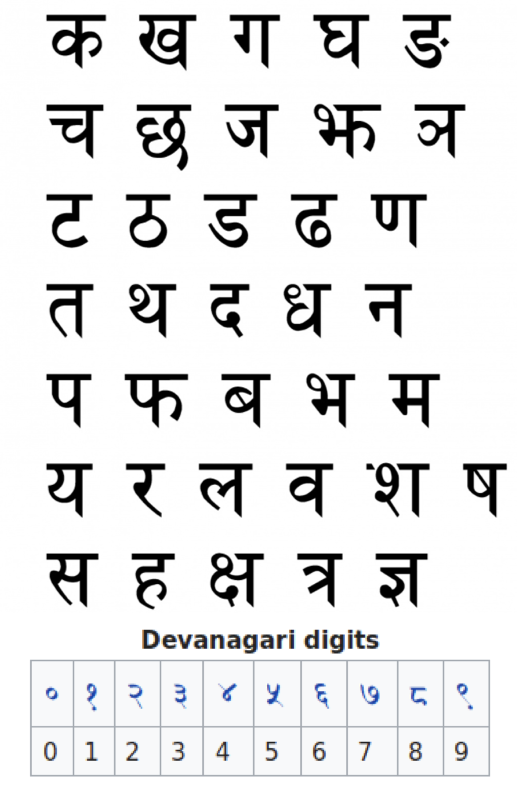 क ख ग घ ङ
च छ ज झ ञ
ट ठ ड ढ ण
त थ द ध न
प फ ब भ म
य र ल व श ष
स ह क्ष त्र ज्ञ
Devanagari digits
० १ २ ३ ४ ५ ६ ७ ८ ९
0 1 2 3 4 5 6 7 8 9